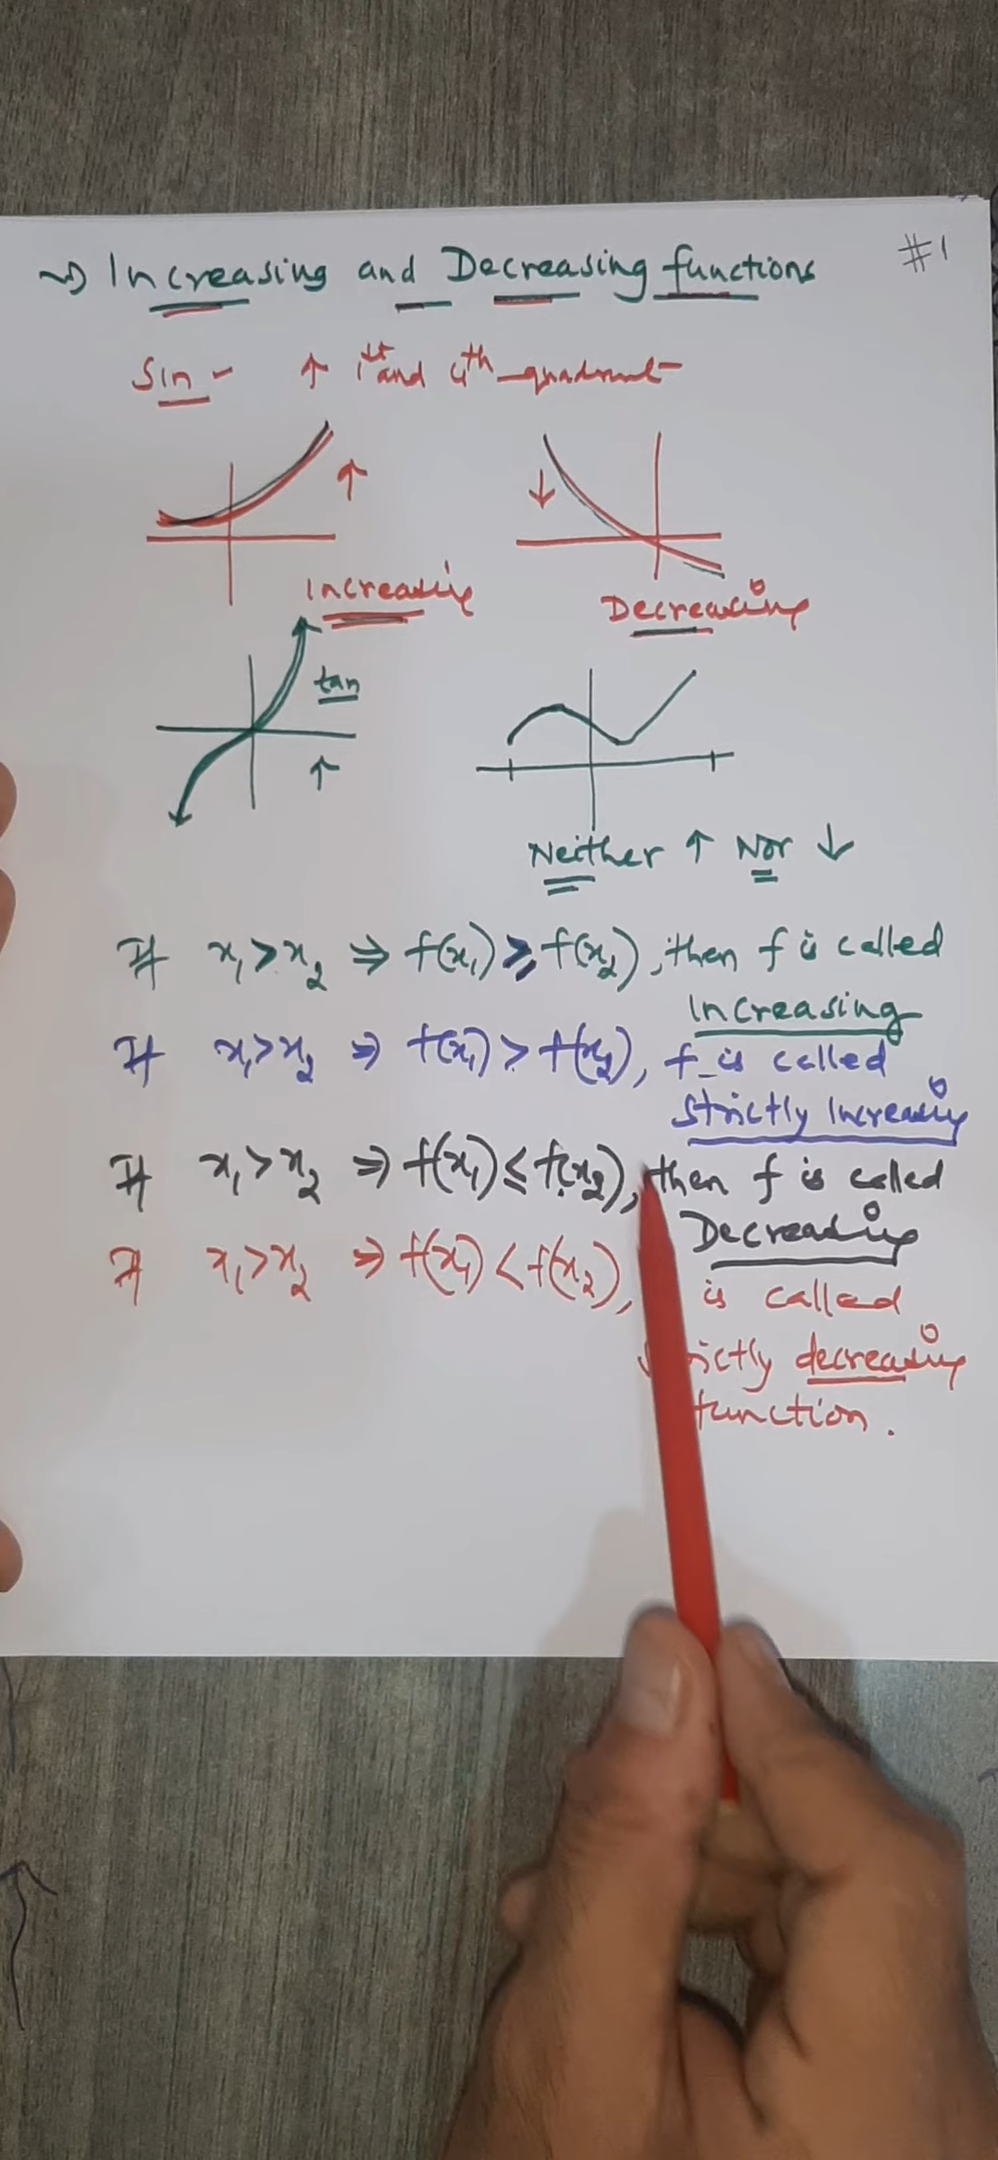 #1
~) Increasing and Decreasing functions
Sin - ↑ 1st and 4th quadrant
↑ ↓
Increasing Decreasing
tan
↑
Neither ↑ Nor ↓
If x₁>x₂ ⇒ f(x₁)≥f(x₂), then f is called
Increasing
If x₁>x₂ ⇒ f(x₁)>f(x₂), f is called
Strictly Increasing
If x₁>x₂ ⇒ f(x₁)≤f(x₂), then f is called
Decreasing
If x₁>x₂ ⇒ f(x₁)<f(x₂), is called
decreasing
function.